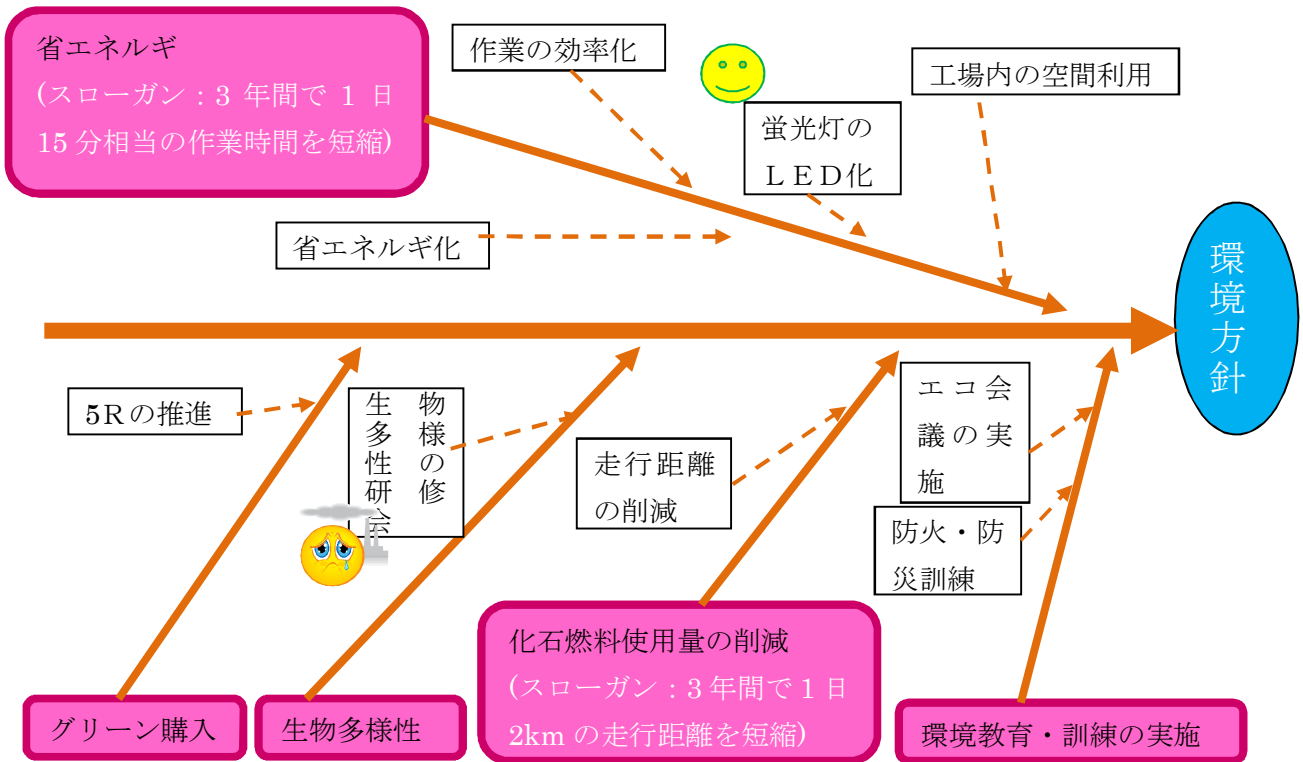 省エネルギ
(スローガン：3 年間で 1 日
15 分相当の作業時間を短縮)
作業の効率化
工場内の空間利用
蛍光灯の
ＬＥＤ化
省エネルギ化
環境方針
5Ｒの推進
生物
多様
性の
研修
会
走行距離
の削減
エコ会
議の実
施
防火・防
災訓練
グリーン購入
生物多様性
化石燃料使用量の削減
(スローガン：3 年間で 1 日
2km の走行距離を短縮)
環境教育・訓練の実施